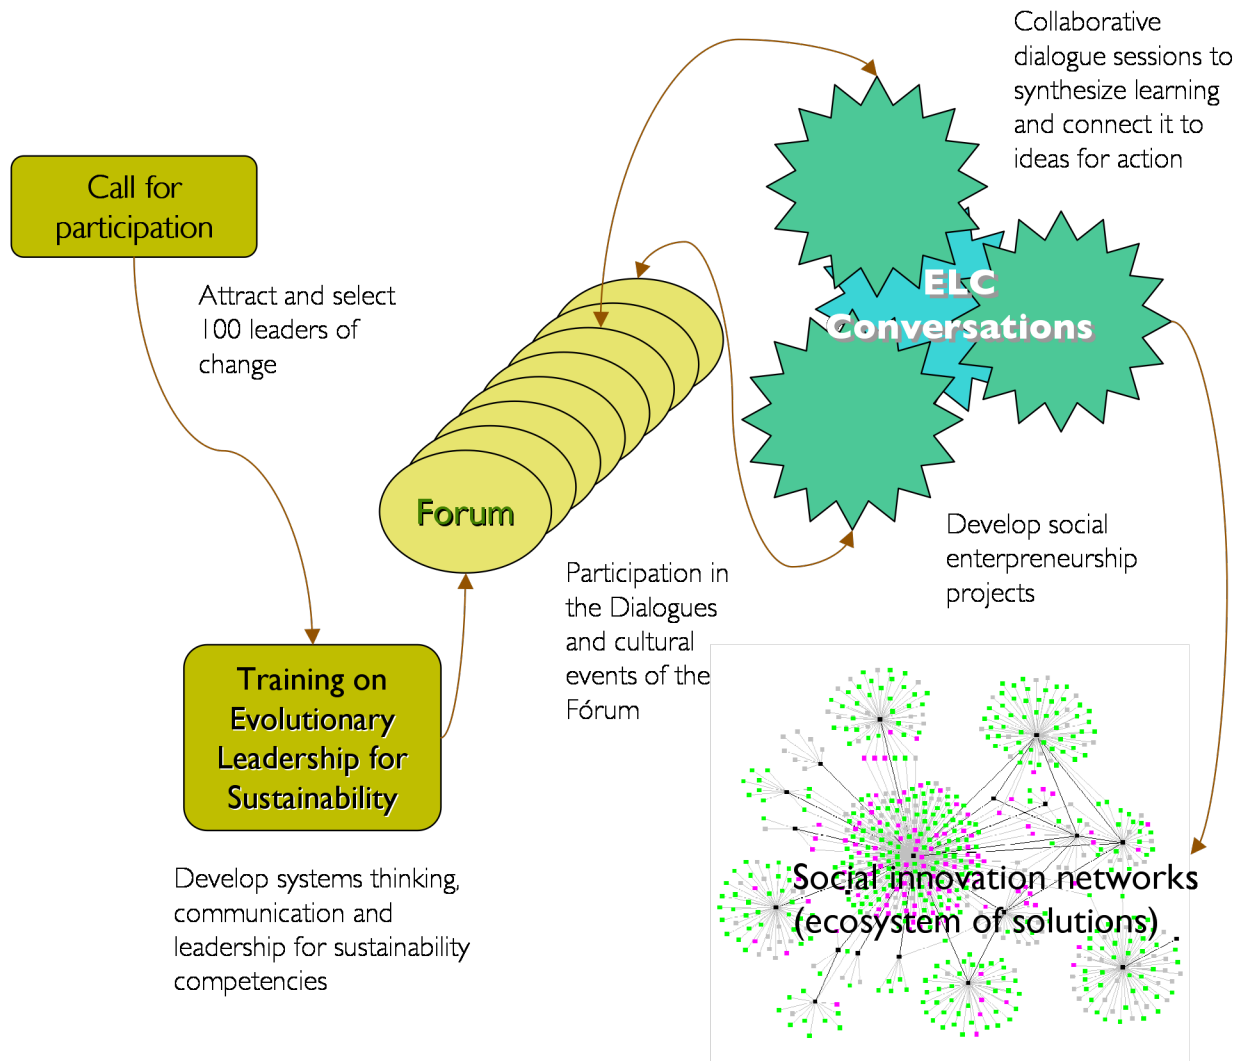 Collaborative
dialogue sessions to
synthesize learning
and connect it to
ideas for action
Call for
participation
Attract and select
100 leaders of
change
ELC
Conversations
Forum
Develop social
enterpreneurship
projects
Participation in
the Dialogues
and cultural
events of the
Fórum
Training on
Evolutionary
Leadership for
Sustainability
Develop systems thinking,
communication and
leadership for sustainability
competencies
Social innovation networks
(ecosystem of solutions)